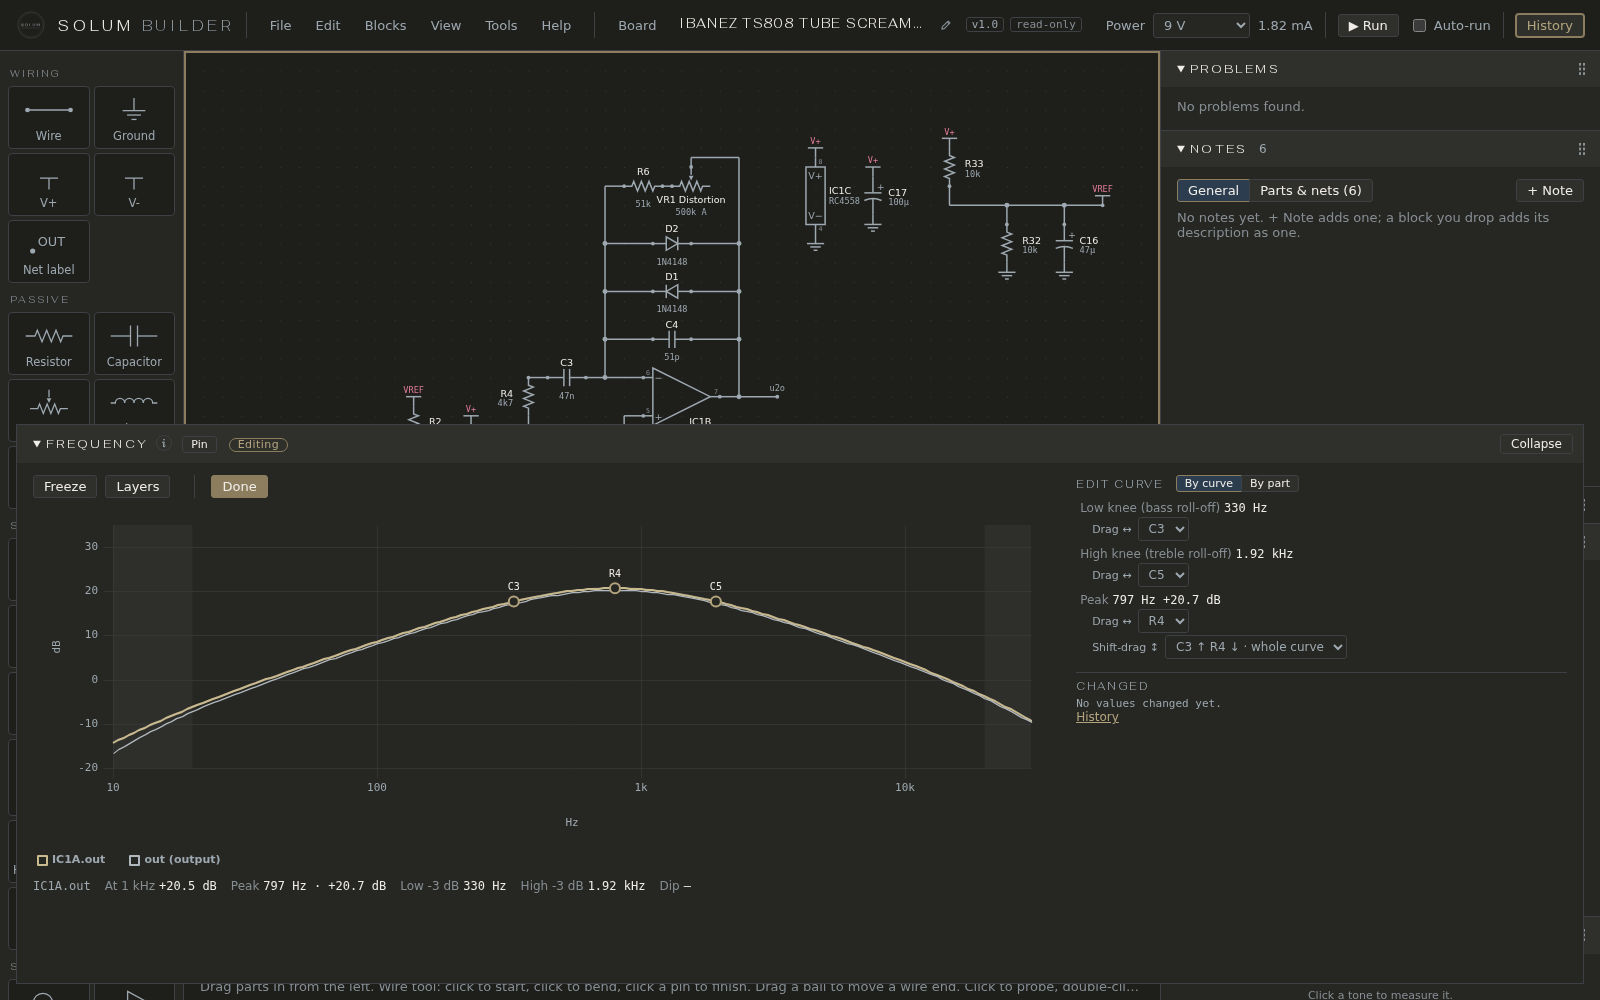 SOLUM BUILDER File Edit Blocks View Tools Help Board IBANEZ TS808 TUBE SCREAM... v1.0 read-only Power 9 V 1.82 mA ▶ Run Auto-run History
WIRING
Wire Ground
V+ V-
OUT
Net label
PASSIVE
Resistor Capacitor
R6
51k
VR1 Distortion
500k A
D2
1N4148
D1
1N4148
C4
51p
C3
47n
R4
4k7
VREF
R2
V+
6
5
7
IC1B
u2o
V+
8
V+
V−
4
IC1C
RC4558
V+
C17
100µ
V+
R33
10k
VREF
R32
10k
C16
47µ
▼ PROBLEMS
No problems found.
▼ NOTES 6
General Parts & nets (6) + Note
No notes yet. + Note adds one; a block you drop adds its
description as one.
▼ FREQUENCY i Pin Editing Collapse
Freeze Layers Done
dB
30
20
10
0
-10
-20
10 100 1k 10k
Hz
C3 R4 C5
IC1A.out out (output)
IC1A.out At 1 kHz +20.5 dB Peak 797 Hz · +20.7 dB Low -3 dB 330 Hz High -3 dB 1.92 kHz Dip —
EDIT CURVE By curve By part
Low knee (bass roll-off) 330 Hz
Drag ↔ C3
High knee (treble roll-off) 1.92 kHz
Drag ↔ C5
Peak 797 Hz +20.7 dB
Drag ↔ R4
Shift-drag ↕ C3 ↑ R4 ↓ · whole curve
CHANGED
No values changed yet.
History
Drag parts in from the left. Wire tool: click to start, click to bend, click a pin to finish. Drag a ball to move a wire end. Click to probe, double-cli...
Click a tone to measure it.